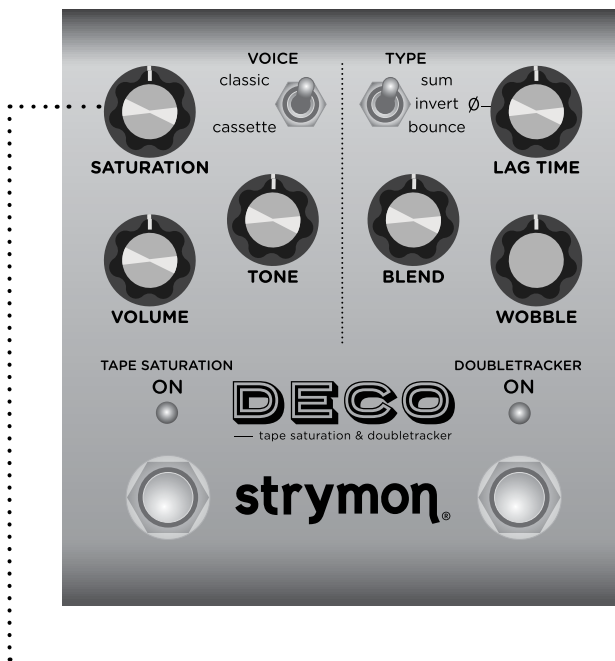 VOICE
TYPE
classic
sum
invert Ø
cassette
bounce
SATURATION
LAG TIME
TONE
BLEND
VOLUME
WOBBLE
TAPE SATURATION
ON
DOUBLETRACKER
ON
DECO
tape saturation & doubletracker
strymon®